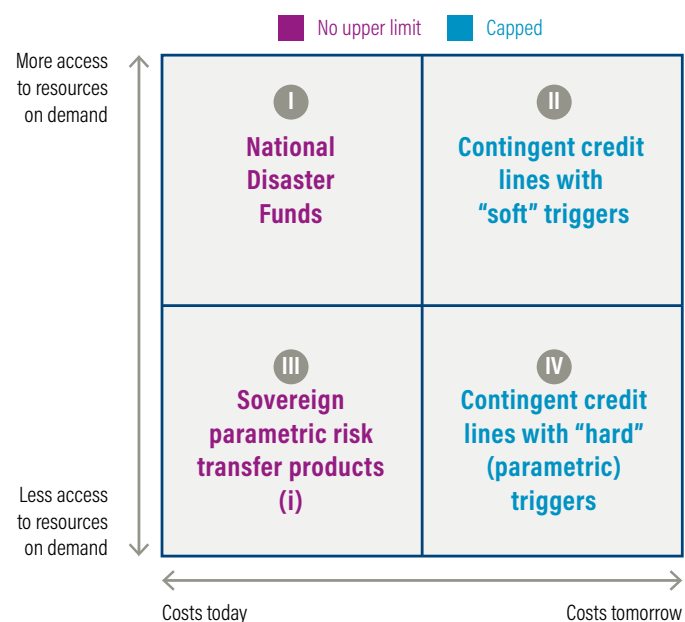 No upper limit
Capped
More access
to resources
on demand
I
National
Disaster
Funds
II
Contingent credit
lines with
“soft” triggers
III
Sovereign
parametric risk
transfer products
(i)
IV
Contingent credit
lines with “hard”
(parametric)
triggers
Less access
to resources
on demand
Costs today
Costs tomorrow